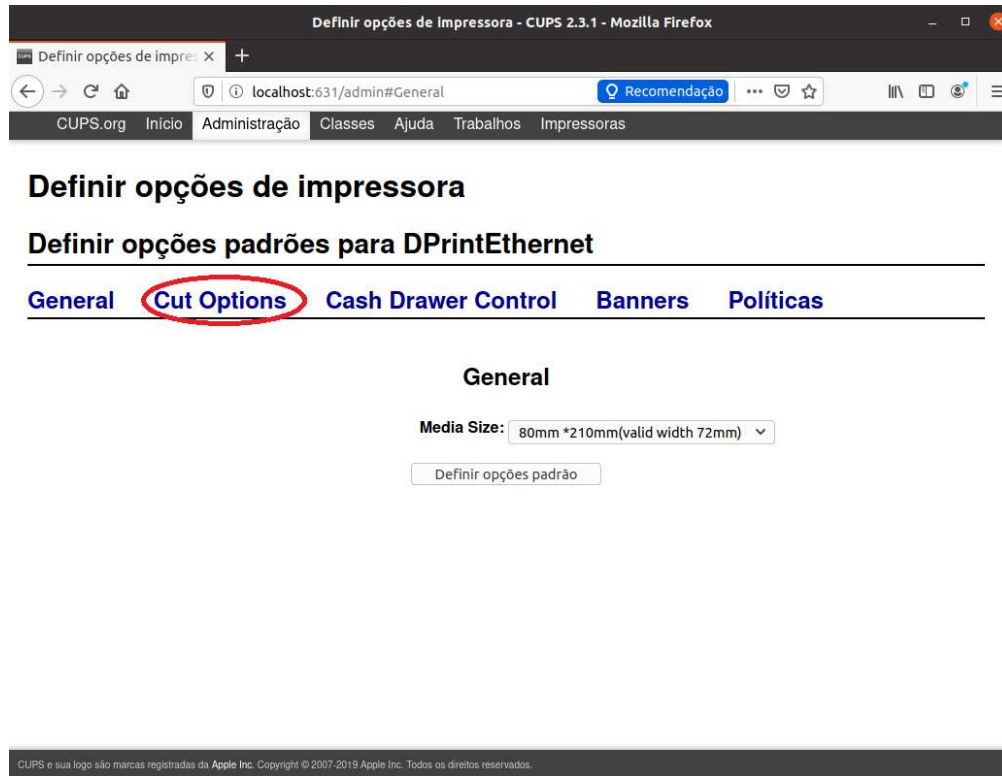 Definir opções de impressora - CUPS 2.3.1 - Mozilla Firefox
Definir opções de impres
localhost:631/admin#General
Recomendação
CUPS.org Início Administração Classes Ajuda Trabalhos Impressoras
Definir opções de impressora
Definir opções padrões para DPrintEthernet
General Cut Options Cash Drawer Control Banners Políticas
General
Media Size: 80mm *210mm(valid width 72mm)
Definir opções padrão
CUPS e sua logo são marcas registradas da Apple Inc. Copyright © 2007-2019 Apple Inc. Todos os direitos reservados.